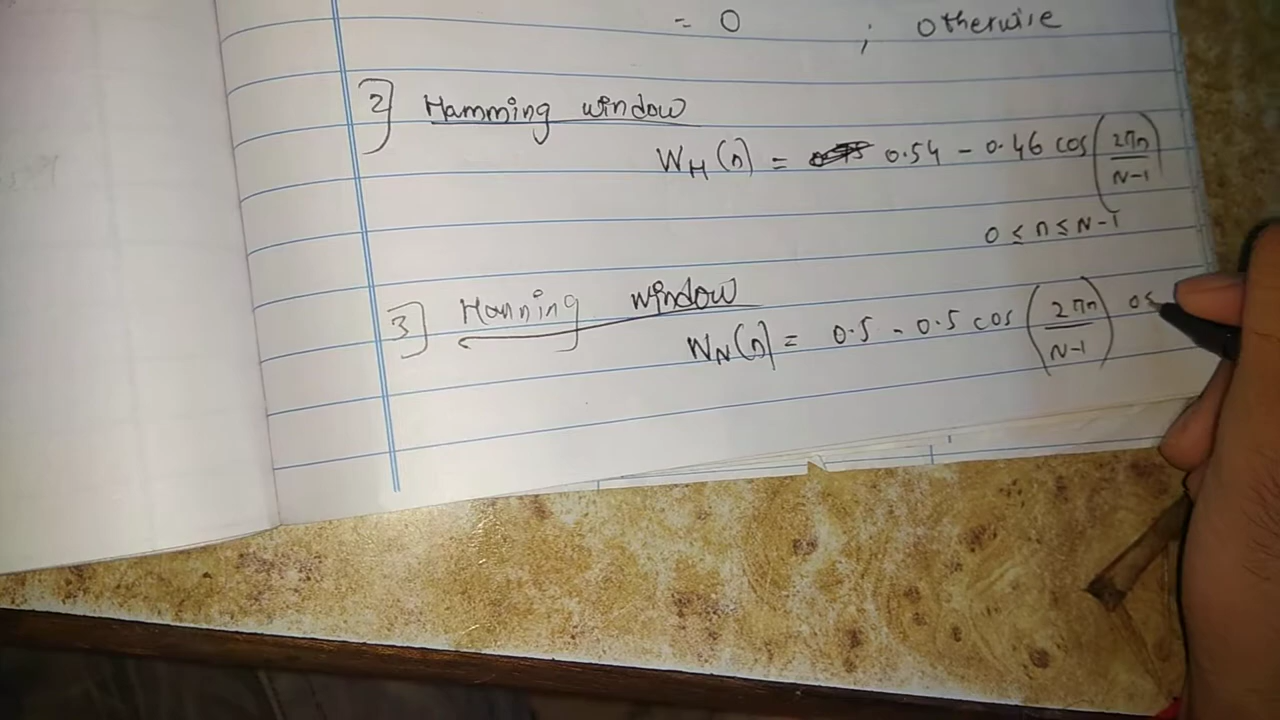 = 0 ; otherwise
2] Hamming window
W_H(n) = 0.54 - 0.46 cos(2πn/N-1)
0 ≤ n ≤ N-1
3] Hanning window
W_N(n) = 0.5 - 0.5 cos(2πn/N-1) 0≤